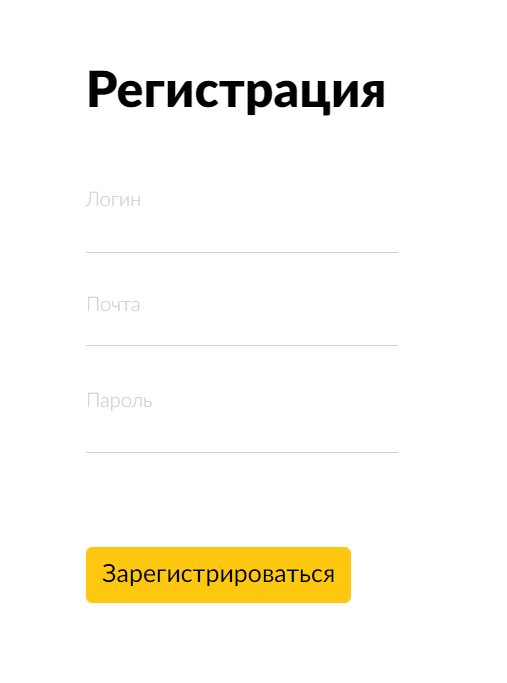 Регистрация
Логин
Почта
Пароль
Зарегистрироваться